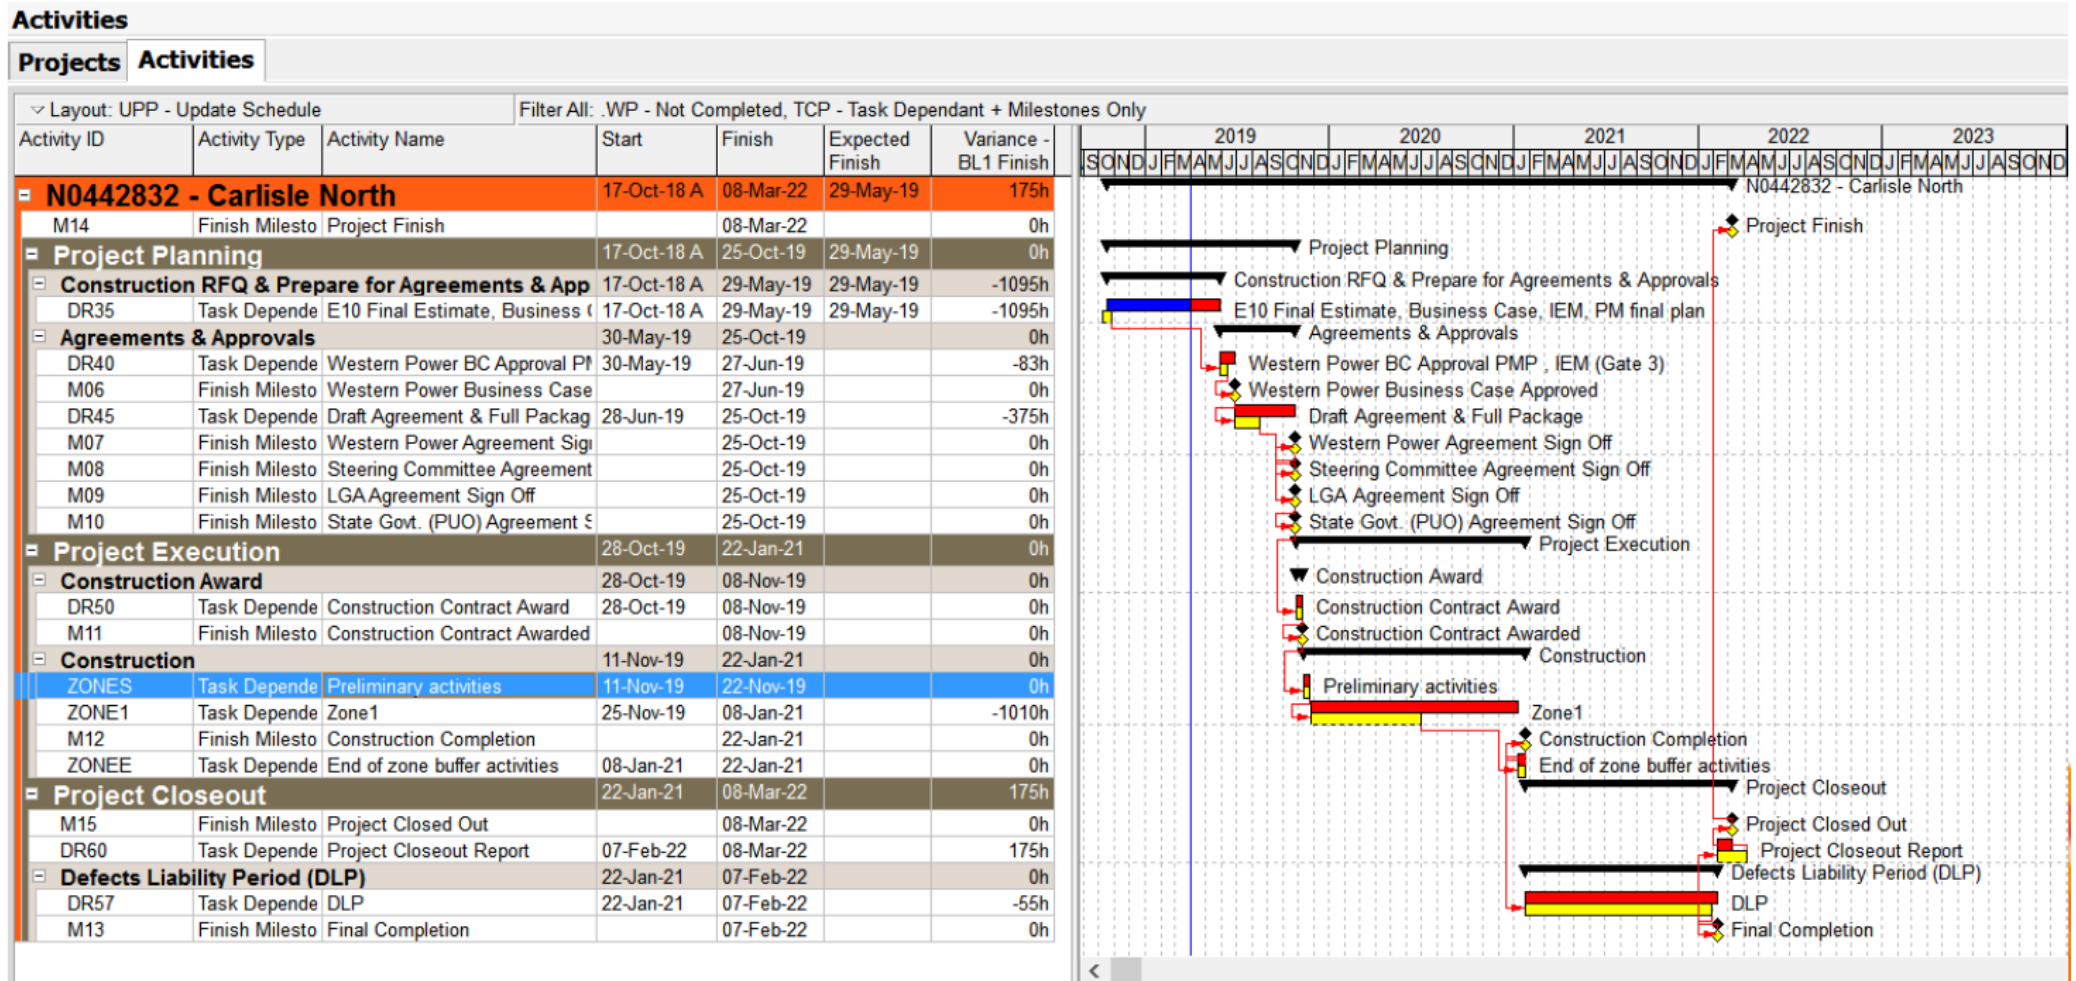 Activities
Projects Activities
Layout: UPP - Update Schedule Filter All: .WP - Not Completed, TCP - Task Dependant + Milestones Only
Activity ID Activity Type Activity Name Start Finish Expected Finish Variance - BL1 Finish
2019 2020 2021 2022 2023
S O N D J F M A M J J A S O N D J F M A M J J A S O N D J F M A M J J A S O N D J F M A M J J A S O N D J F M A M J J A S O N D
N0442832 - Carlisle North 17-Oct-18 A 08-Mar-22 29-May-19 175h N0442832 - Carlisle North
M14 Finish Milesto Project Finish 08-Mar-22 0h Project Finish
Project Planning 17-Oct-18 A 25-Oct-19 29-May-19 0h Project Planning
Construction RFQ & Prepare for Agreements & App 17-Oct-18 A 29-May-19 29-May-19 -1095h Construction RFQ & Prepare for Agreements & Approvals
DR35 Task Depende E10 Final Estimate, Business ( 17-Oct-18 A 29-May-19 29-May-19 -1095h E10 Final Estimate, Business Case, IEM, PM final plan
Agreements & Approvals 30-May-19 25-Oct-19 0h Agreements & Approvals
DR40 Task Depende Western Power BC Approval PM 30-May-19 27-Jun-19 -83h Western Power BC Approval PMP , IEM (Gate 3)
M06 Finish Milesto Western Power Business Case 27-Jun-19 0h Western Power Business Case Approved
DR45 Task Depende Draft Agreement & Full Packag 28-Jun-19 25-Oct-19 -375h Draft Agreement & Full Package
M07 Finish Milesto Western Power Agreement Sign 25-Oct-19 0h Western Power Agreement Sign Off
M08 Finish Milesto Steering Committee Agreement 25-Oct-19 0h Steering Committee Agreement Sign Off
M09 Finish Milesto LGA Agreement Sign Off 25-Oct-19 0h LGA Agreement Sign Off
M10 Finish Milesto State Govt. (PUO) Agreement S 25-Oct-19 0h State Govt. (PUO) Agreement Sign Off
Project Execution 28-Oct-19 22-Jan-21 0h Project Execution
Construction Award 28-Oct-19 08-Nov-19 0h Construction Award
DR50 Task Depende Construction Contract Award 28-Oct-19 08-Nov-19 0h Construction Contract Award
M11 Finish Milesto Construction Contract Awarded 08-Nov-19 0h Construction Contract Awarded
Construction 11-Nov-19 22-Jan-21 0h Construction
ZONES Task Depende Preliminary activities 11-Nov-19 22-Nov-19 0h Preliminary activities
ZONE1 Task Depende Zone1 25-Nov-19 08-Jan-21 -1010h Zone1
M12 Finish Milesto Construction Completion 22-Jan-21 0h Construction Completion
ZONEE Task Depende End of zone buffer activities 08-Jan-21 22-Jan-21 0h End of zone buffer activities
Project Closeout 22-Jan-21 08-Mar-22 175h Project Closeout
M15 Finish Milesto Project Closed Out 08-Mar-22 0h Project Closed Out
DR60 Task Depende Project Closeout Report 07-Feb-22 08-Mar-22 175h Project Closeout Report
Defects Liability Period (DLP) 22-Jan-21 07-Feb-22 0h Defects Liability Period (DLP)
DR57 Task Depende DLP 22-Jan-21 07-Feb-22 -55h DLP
M13 Finish Milesto Final Completion 07-Feb-22 0h Final Completion